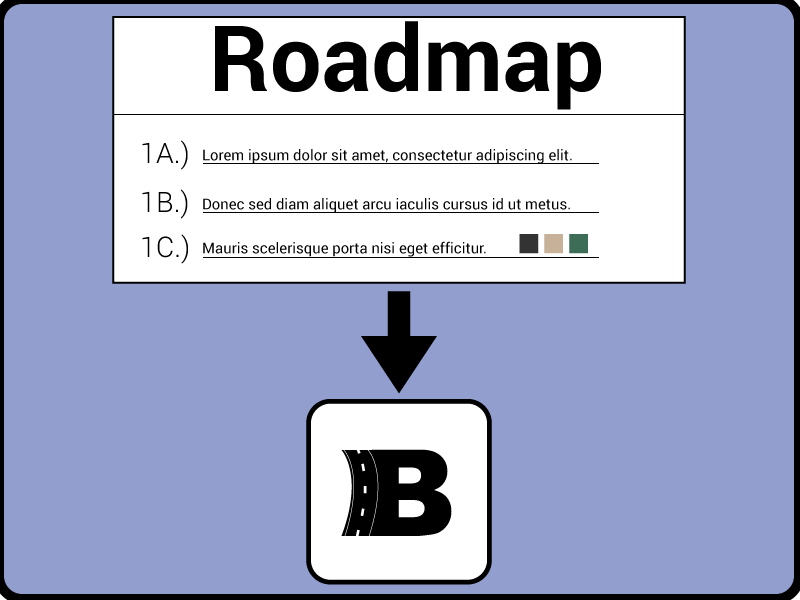 Roadmap
1A.) Lorem ipsum dolor sit amet, consectetur adipiscing elit.
1B.) Donec sed diam aliquet arcu iaculis cursus id ut metus.
1C.) Mauris scelerisque porta nisi eget efficitur.
B